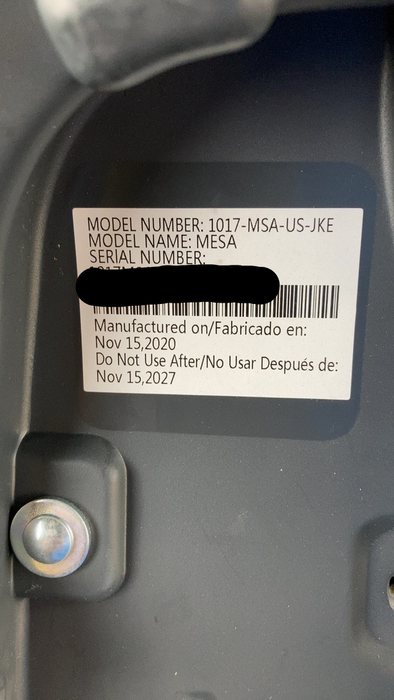 MODEL NUMBER: 1017-MSA-US-JKE
MODEL NAME: MESA
SERIAL NUMBER:
Manufactured on/Fabricado en:
Nov 15,2020
Do Not Use After/No Usar Después de:
Nov 15,2027